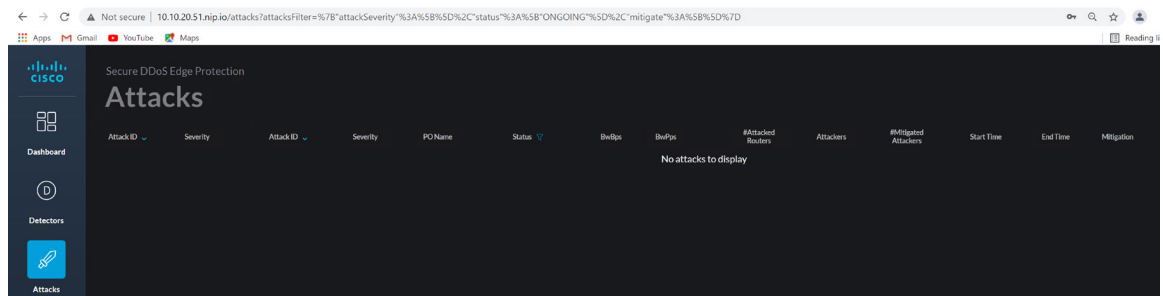 Not secure | 10.10.20.51.nip.io/attacks?attacksFilter=%7B"attackSeverity"%3A%5B%5D%2C"status"%3A%5B"ONGOING"%5D%2C"mitigate"%3A%5B%5D%7D
Apps Gmail YouTube Maps Reading li
CISCO
Secure DDoS Edge Protection
Attacks
Attack ID Severity Attack ID Severity PO Name Status BwBps BwPps #Attacked Routers Attackers #Mitigated Attackers Start Time End Time Mitigation
No attacks to display
Dashboard
D
Detectors
Attacks